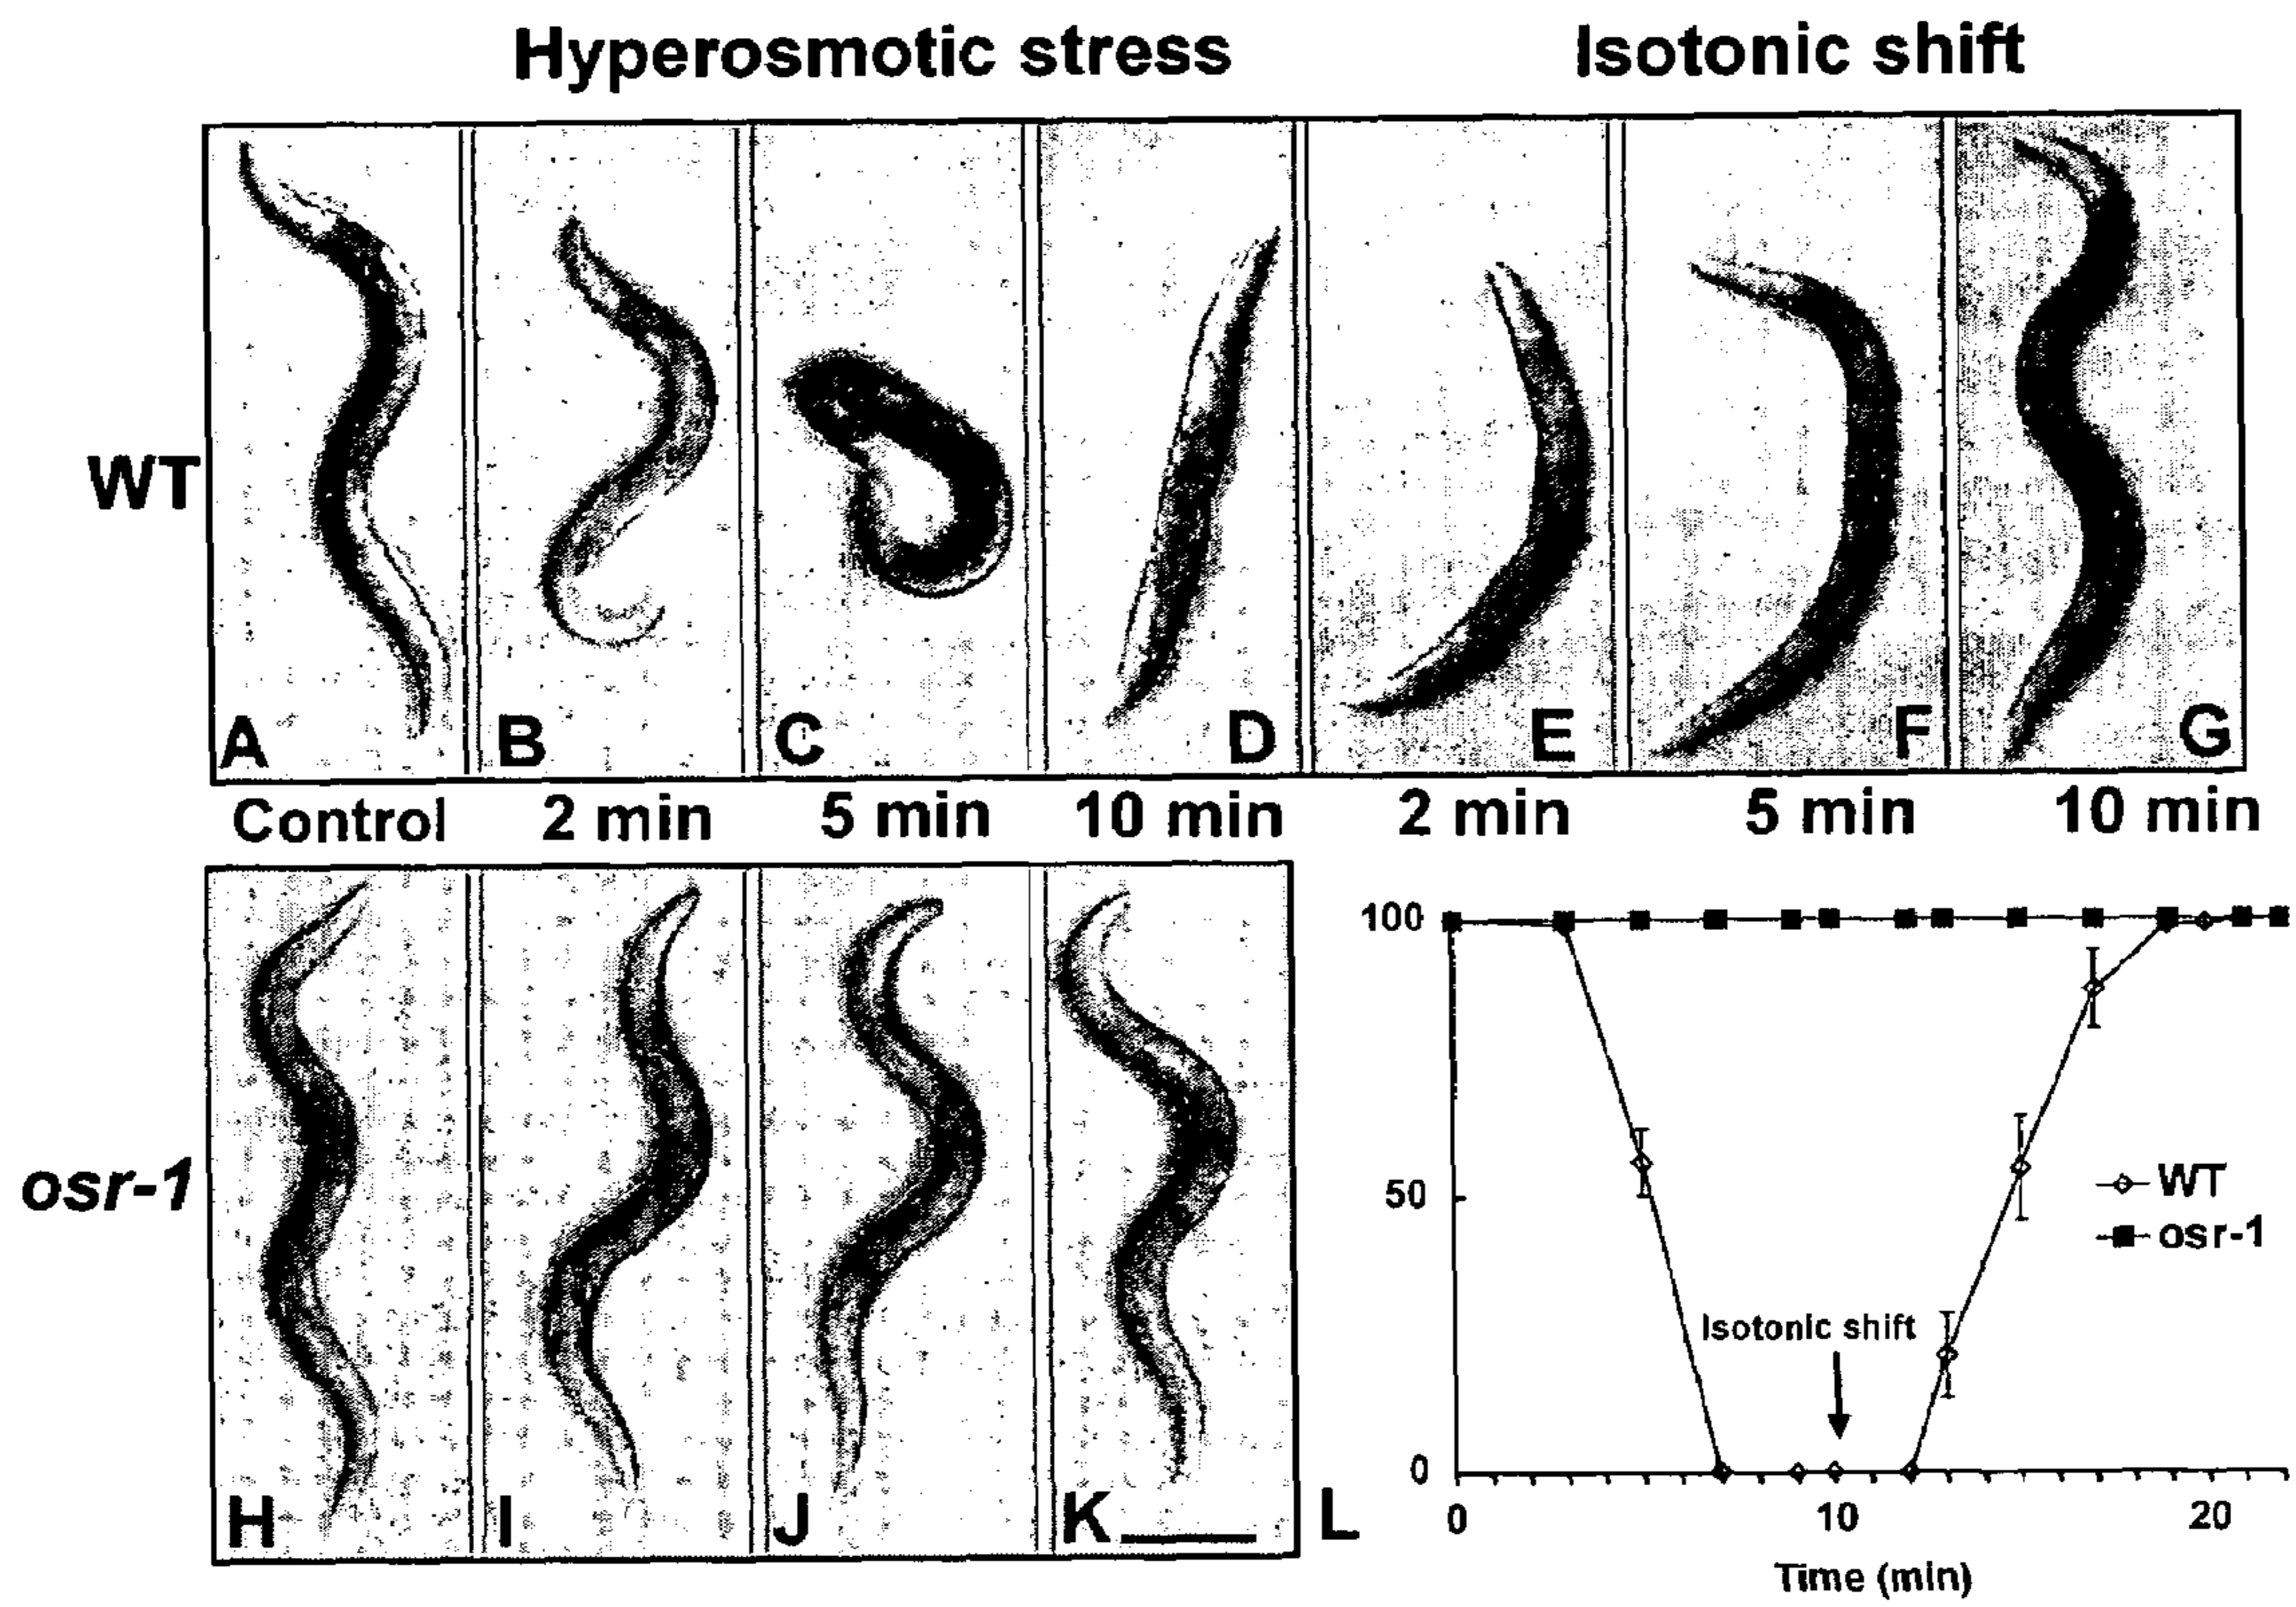 Hyperosmotic stress Isotonic shift
WT
A B C D E F G
Control 2 min 5 min 10 min 2 min 5 min 10 min
osr-1
H I J K L
100
50
0
Isotonic shift
WT
osr-1
0 10 20
Time (min)